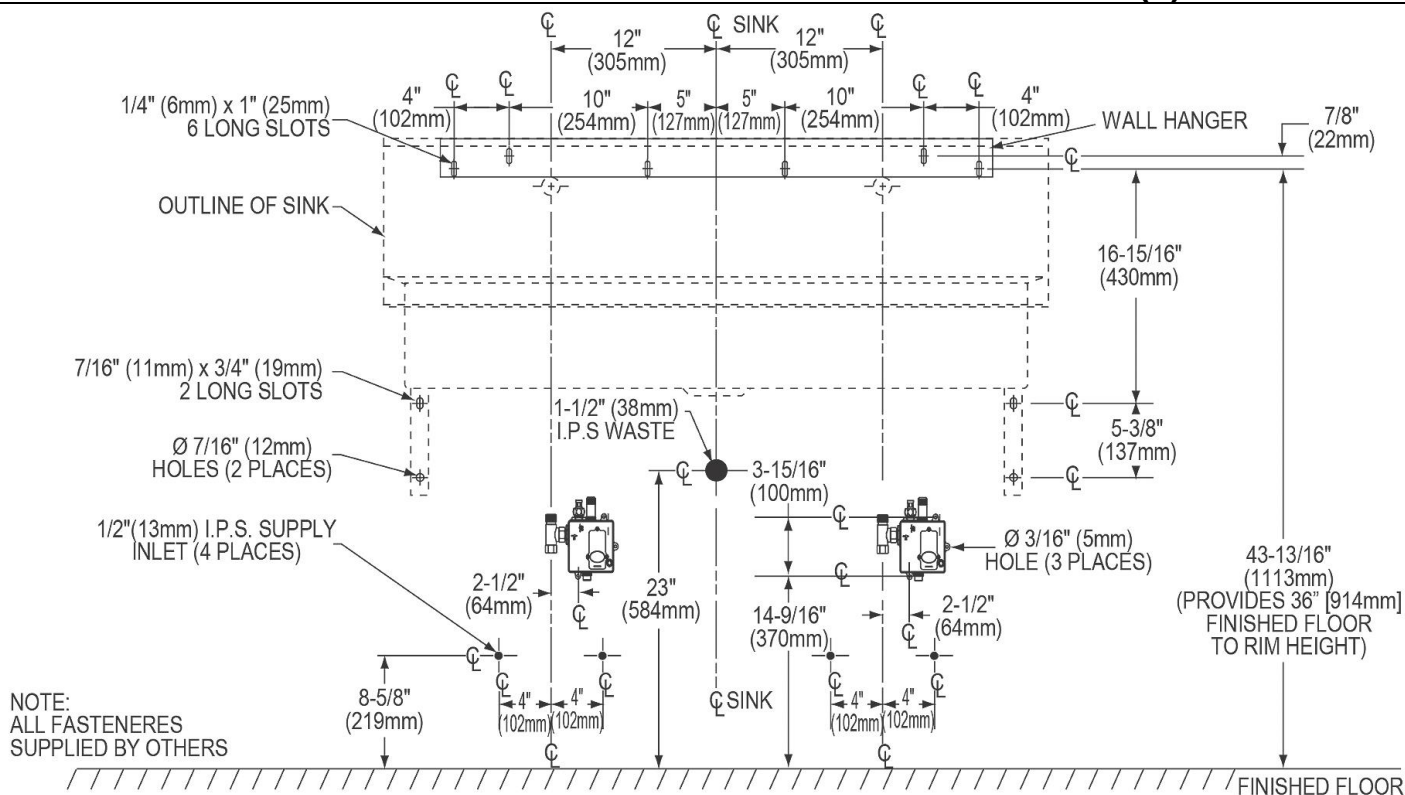 ℄ SINK
℄
℄
12"
(305mm)
12"
(305mm)
℄
℄
1/4" (6mm) x 1" (25mm)
6 LONG SLOTS
4"
(102mm)
10"
(254mm)
5"
(127mm)
5"
(127mm)
10"
(254mm)
℄
℄
4"
(102mm)
WALL HANGER
7/8"
(22mm)
℄
OUTLINE OF SINK
16-15/16"
(430mm)
7/16" (11mm) x 3/4" (19mm)
2 LONG SLOTS
℄
1-1/2" (38mm)
I.P.S WASTE
5-3/8"
(137mm)
Ø 7/16" (12mm)
HOLES (2 PLACES)
℄
3-15/16"
(100mm)
℄
℄
1/2"(13mm) I.P.S. SUPPLY
INLET (4 PLACES)
Ø 3/16" (5mm)
HOLE (3 PLACES)
43-13/16"
(1113mm)
(PROVIDES 36” [914mm]
FINISHED FLOOR
TO RIM HEIGHT)
2-1/2"
(64mm)
℄
23"
(584mm)
℄
14-9/16"
(370mm)
2-1/2"
(64mm)
℄
℄
8-5/8"
(219mm)
℄
℄
4"
(102mm)
4"
(102mm)
℄ SINK
℄
℄
4"
(102mm)
4"
(102mm)
NOTE:
ALL FASTENERES
SUPPLIED BY OTHERS
℄
℄
FINISHED FLOOR